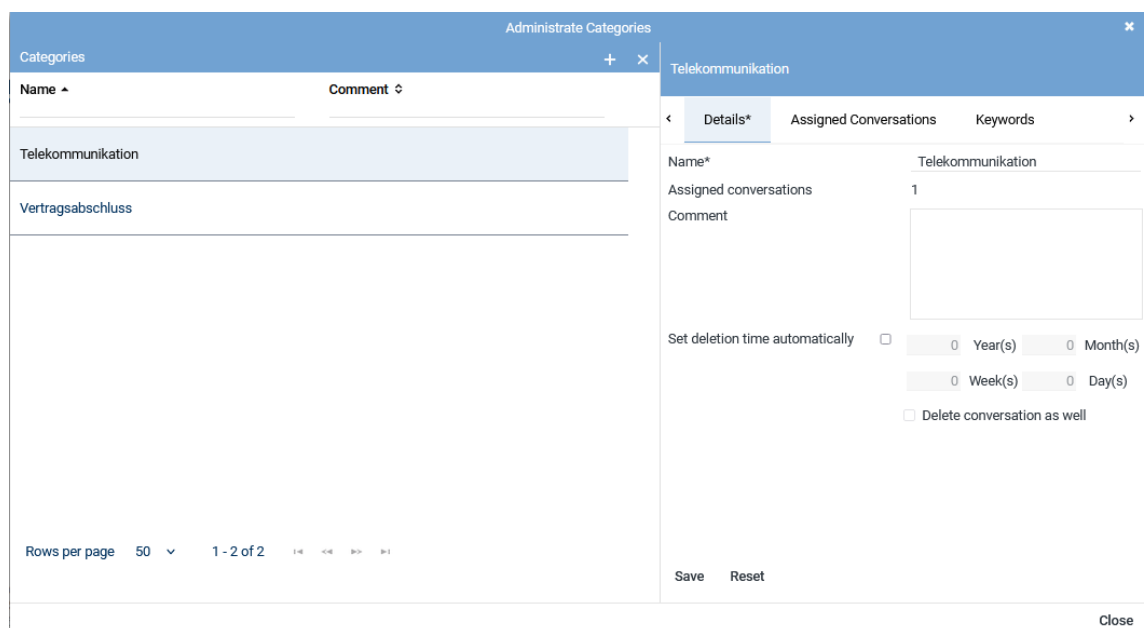 Administrate Categories
Categories
Name
Comment
Telekommunikation
Vertragsabschluss
Rows per page 50 1 - 2 of 2
Telekommunikation
Details* Assigned Conversations Keywords
Name* Telekommunikation
Assigned conversations 1
Comment
Set deletion time automatically 0 Year(s) 0 Month(s)
0 Week(s) 0 Day(s)
Delete conversation as well
Save Reset
Close